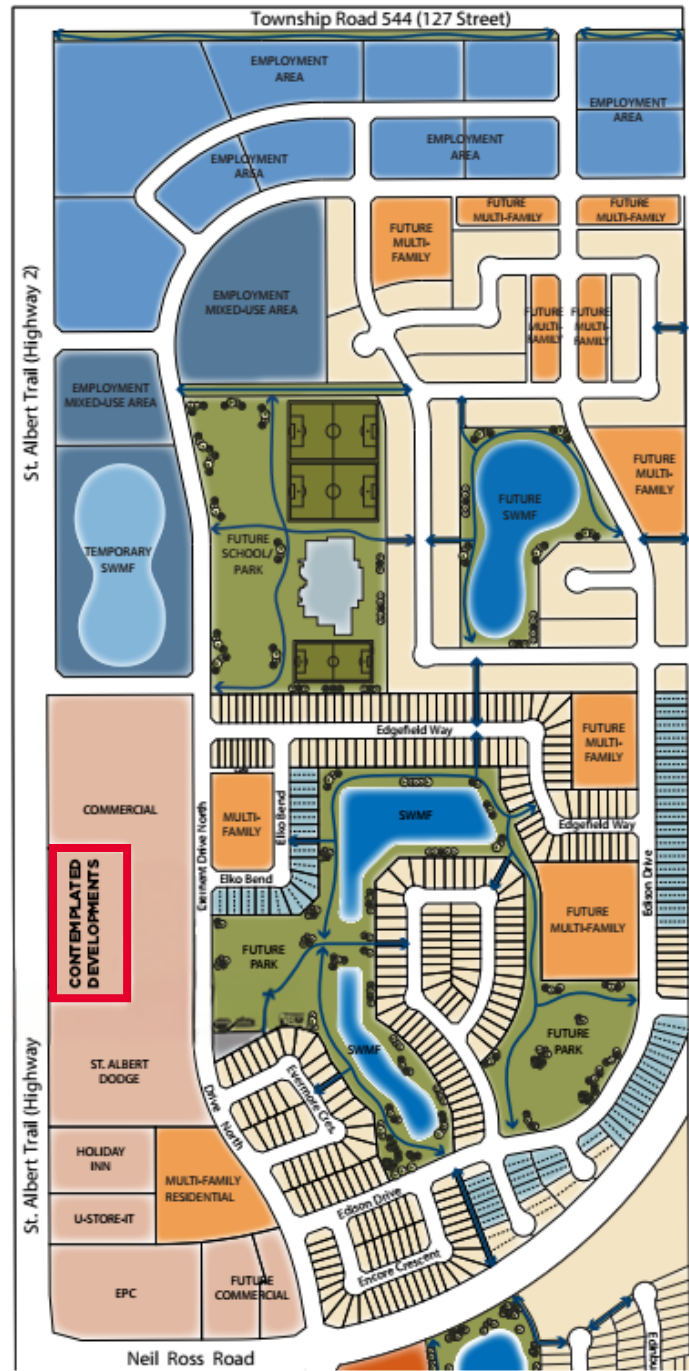 Township Road 544 (127 Street)
EMPLOYMENT
AREA
EMPLOYMENT
AREA
EMPLOYMENT
AREA
EMPLOYMENT
AREA
FUTURE
MULTI-FAMILY
FUTURE
MULTI-FAMILY
FUTURE
MULTI-
FAMILY
St. Albert Trail (Highway 2)
EMPLOYMENT
MIXED-USE AREA
FUTURE
MULTI-
FAMILY
FUTURE
MULTI-
FAMILY
EMPLOYMENT
MIXED-USE AREA
FUTURE
MULTI-
FAMILY
FUTURE
SWMF
TEMPORARY
SWMF
FUTURE
SCHOOL/
PARK
Edgefield Way
FUTURE
MULTI-
FAMILY
COMMERCIAL
MULTI-
FAMILY
SWMF
Elko Bend
Edgefield Way
North
Elko Bend
Edison Drive
CONTEMPLATED
DEVELOPMENTS
FUTURE
MULTI-FAMILY
FUTURE
PARK
FUTURE
PARK
SWMF
ST. ALBERT
DODGE
Evermore Cres
St. Albert Trail (Highway
Drive North
HOLIDAY
INN
MULTI-FAMILY
RESIDENTIAL
Edison Drive
U-STORE-IT
Encore Crescent
EPC
FUTURE
COMMERCIAL
Neil Ross Road